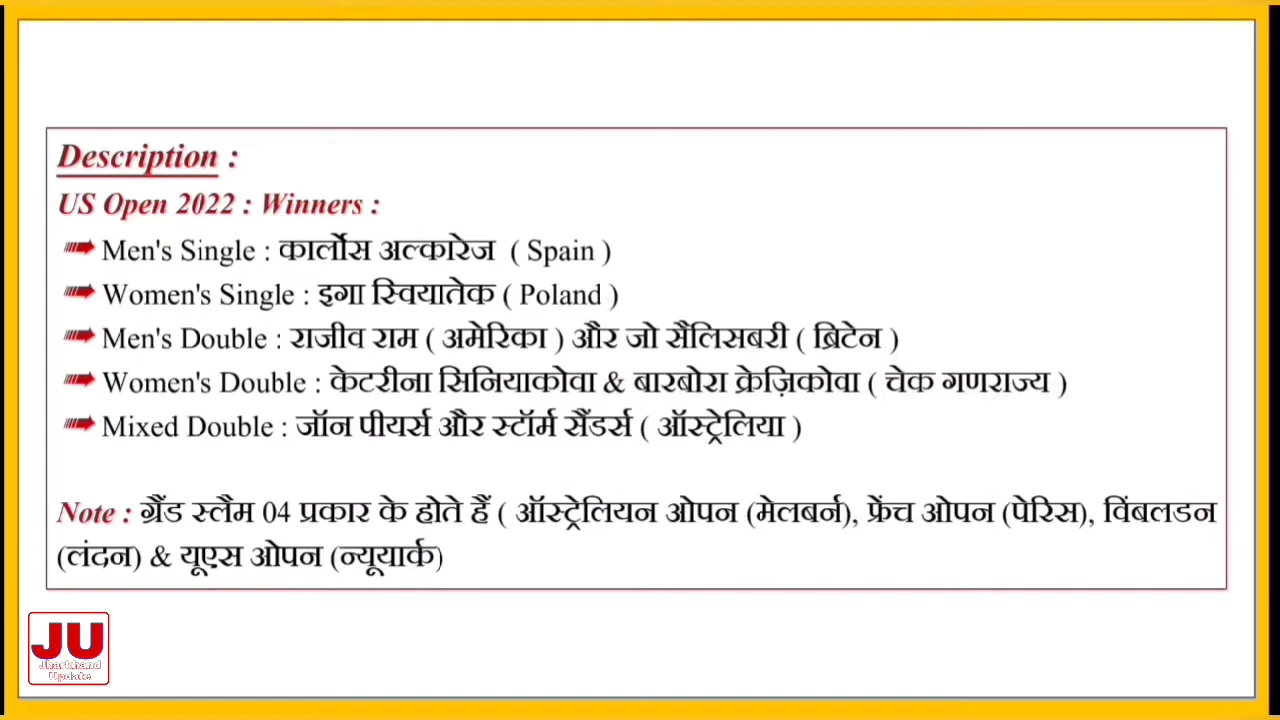 Description :
US Open 2022 : Winners :
Men's Single : कार्लोस अल्कारेज ( Spain )
Women's Single : इगा स्वियातेक ( Poland )
Men's Double : राजीव राम ( अमेरिका ) और जो सैलिसबरी ( ब्रिटेन )
Women's Double : केटरीना सिनियाकोवा & बारबोरा क्रेज़िकोवा ( चेक गणराज्य )
Mixed Double : जॉन पीयर्स और स्टॉर्म सैंडर्स ( ऑस्ट्रेलिया )
Note : ग्रैंड स्लैम 04 प्रकार के होते हैं ( ऑस्ट्रेलियन ओपन (मेलबर्न), फ्रेंच ओपन (पेरिस), विंबलडन
(लंदन) & यूएस ओपन (न्यूयार्क)
JU
Jharkhand
Update